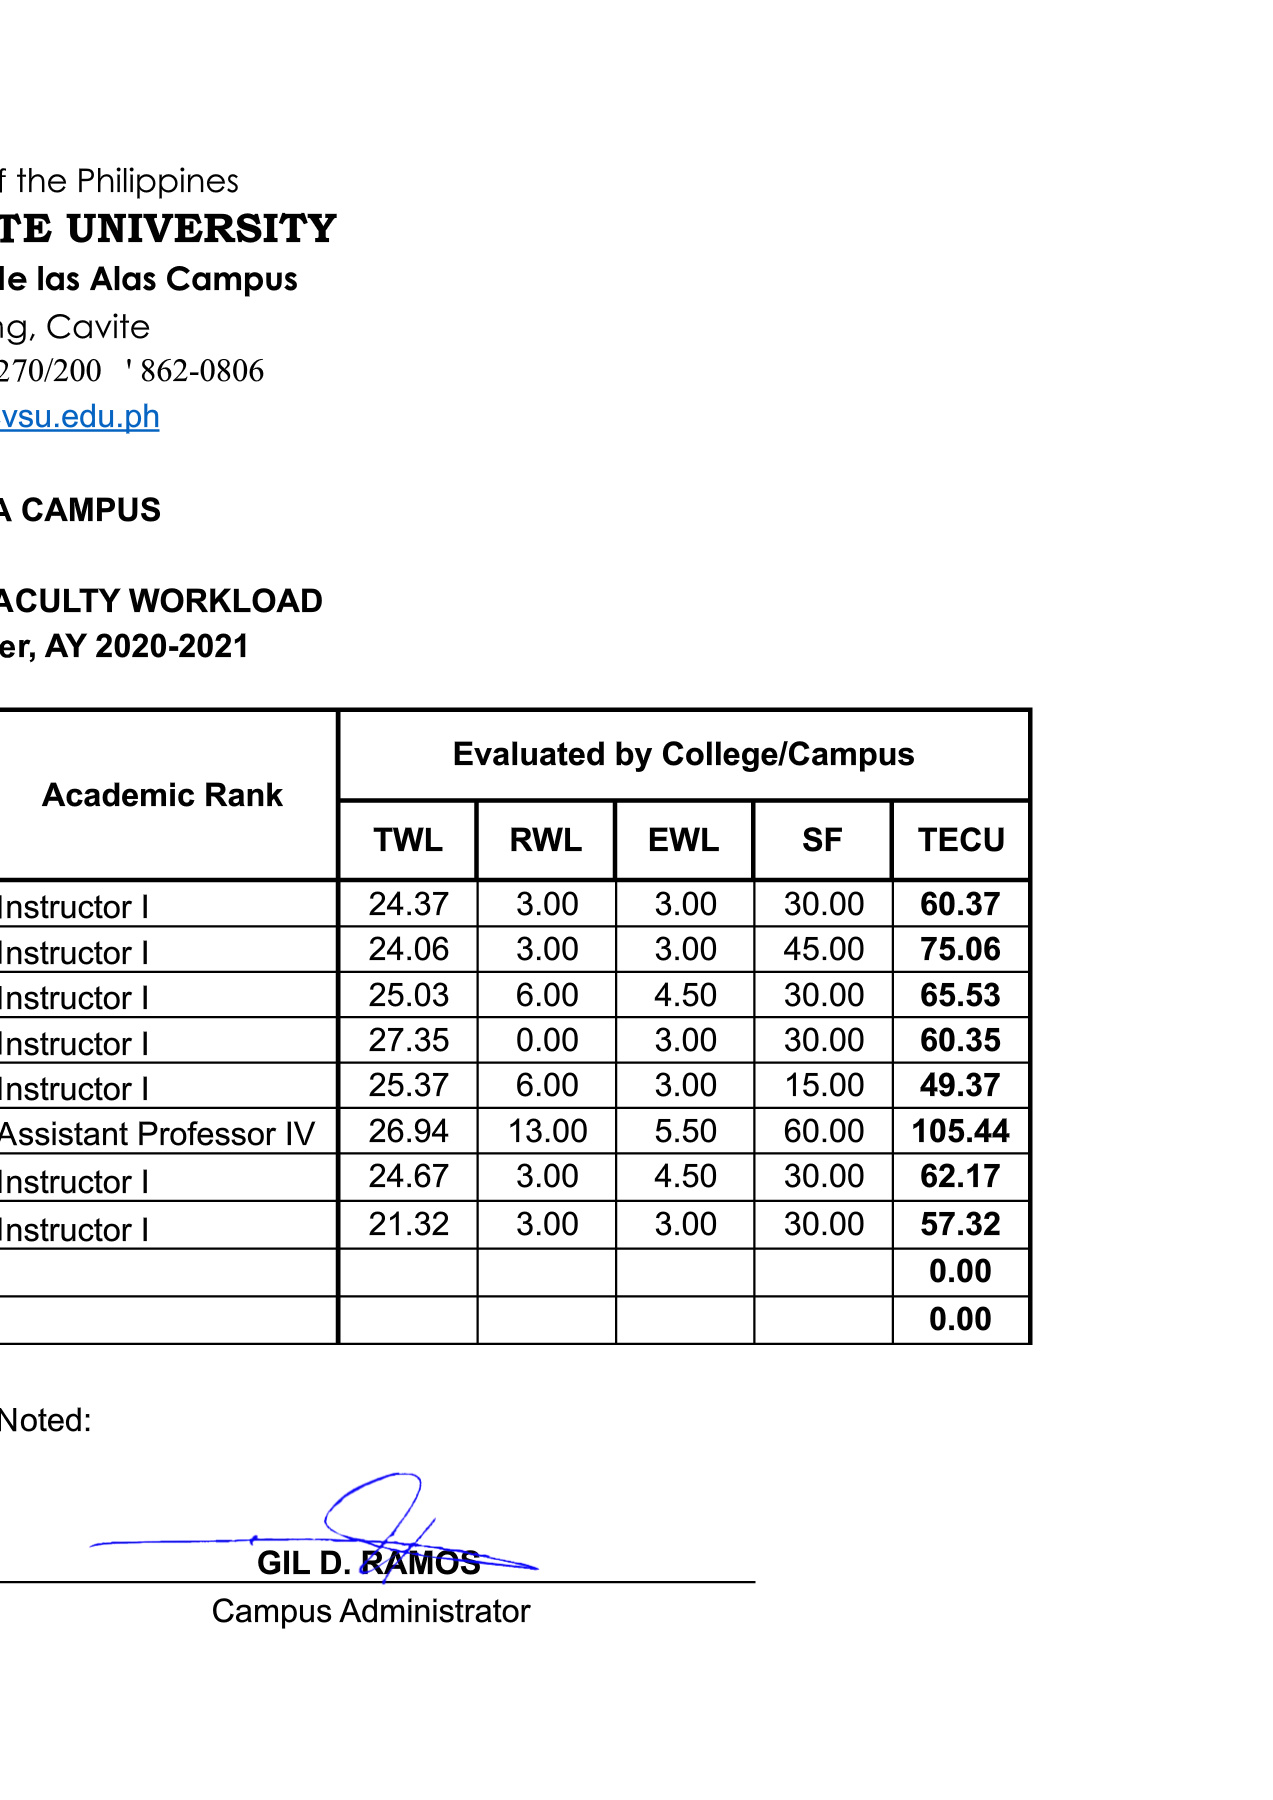 f the Philippines
TE UNIVERSITY
de las Alas Campus
ng, Cavite
270/200 ' 862-0806
vsu.edu.ph
A CAMPUS
ACULTY WORKLOAD
er, AY 2020-2021
Academic Rank Evaluated by College/Campus
TWL RWL EWL SF TECU
Instructor I 24.37 3.00 3.00 30.00 60.37
Instructor I 24.06 3.00 3.00 45.00 75.06
Instructor I 25.03 6.00 4.50 30.00 65.53
Instructor I 27.35 0.00 3.00 30.00 60.35
Instructor I 25.37 6.00 3.00 15.00 49.37
Assistant Professor IV 26.94 13.00 5.50 60.00 105.44
Instructor I 24.67 3.00 4.50 30.00 62.17
Instructor I 21.32 3.00 3.00 30.00 57.32
0.00
0.00
Noted:
GIL D. RAMOS
Campus Administrator